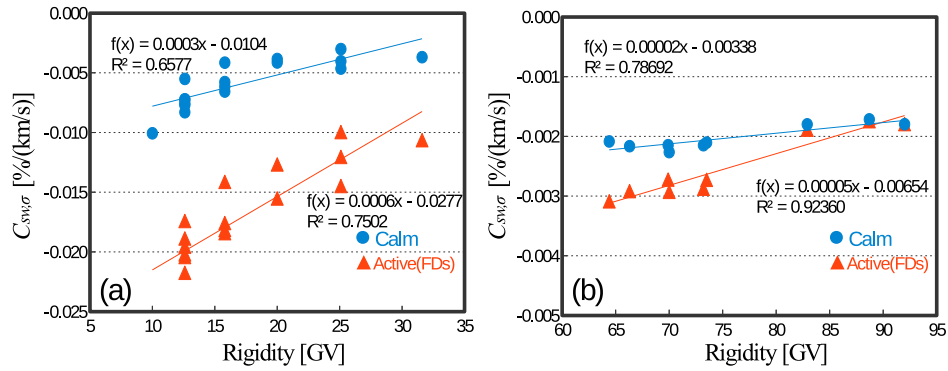 0.000
-0.005
-0.010
-0.015
-0.020
-0.025
5
10
15
20
25
30
35
Rigidity [GV]
C_{sw,σ} [%/(km/s)]
(a)
f(x) = 0.0003x - 0.0104
R² = 0.6577
f(x) = 0.0006x - 0.0277
R² = 0.7502
Calm
Active(FDs)
0.000
-0.001
-0.002
-0.003
-0.004
-0.005
60
65
70
75
80
85
90
95
Rigidity [GV]
C_{sw,σ} [%/(km/s)]
(b)
f(x) = 0.00002x - 0.00338
R² = 0.78692
f(x) = 0.00005x - 0.00654
R² = 0.92360
Calm
Active(FDs)